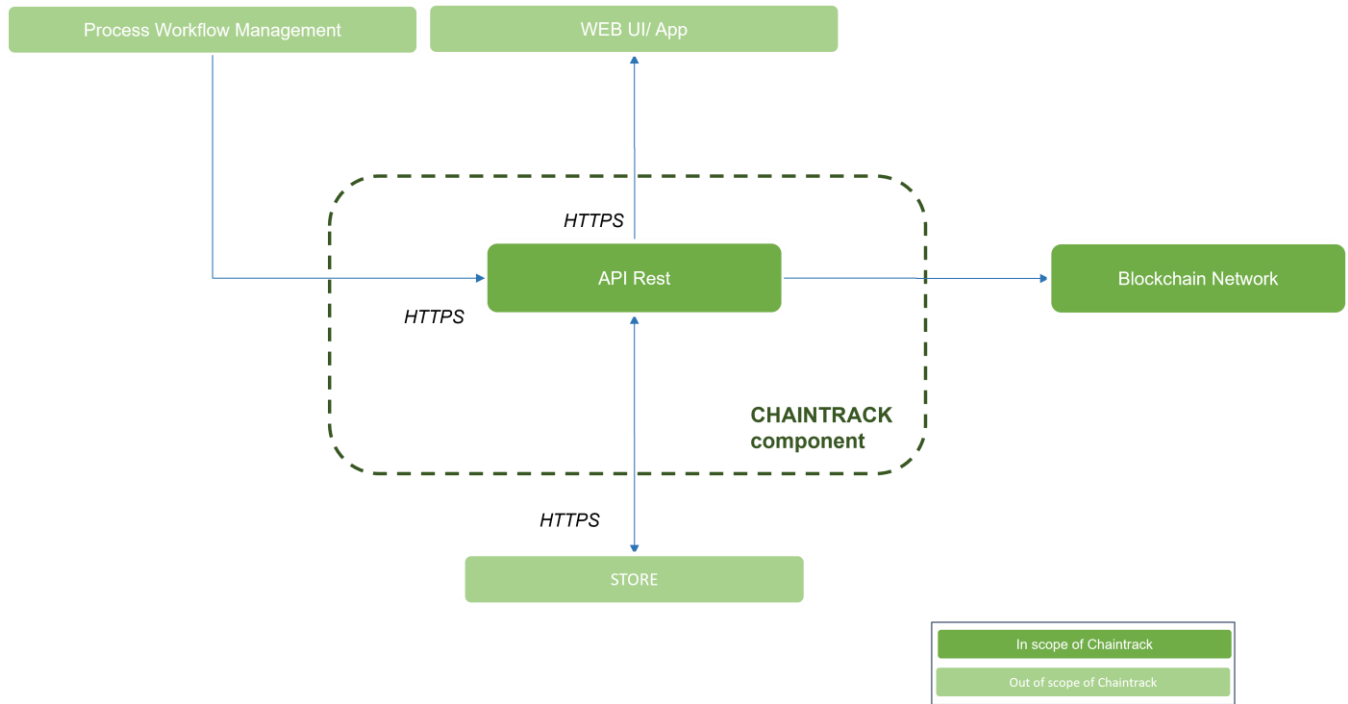 Process Workflow Management
WEB UI/ App
HTTPS
API Rest
Blockchain Network
HTTPS
CHAINTRACK
component
HTTPS
STORE
In scope of Chaintrack
Out of scope of Chaintrack